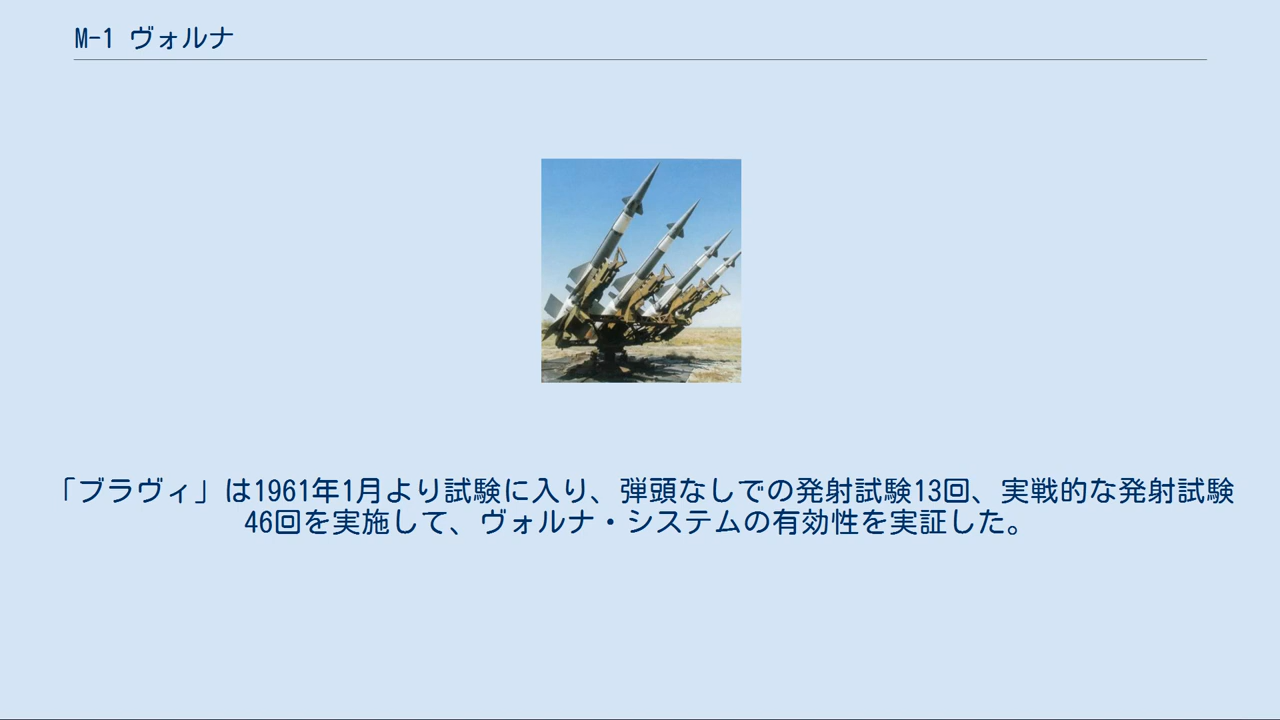 M-1 ヴォルナ
「ブラヴィ」は1961年1月より試験に入り、弾頭なしでの発射試験13回、実戦的な発射試験
46回を実施して、ヴォルナ・システムの有効性を実証した。